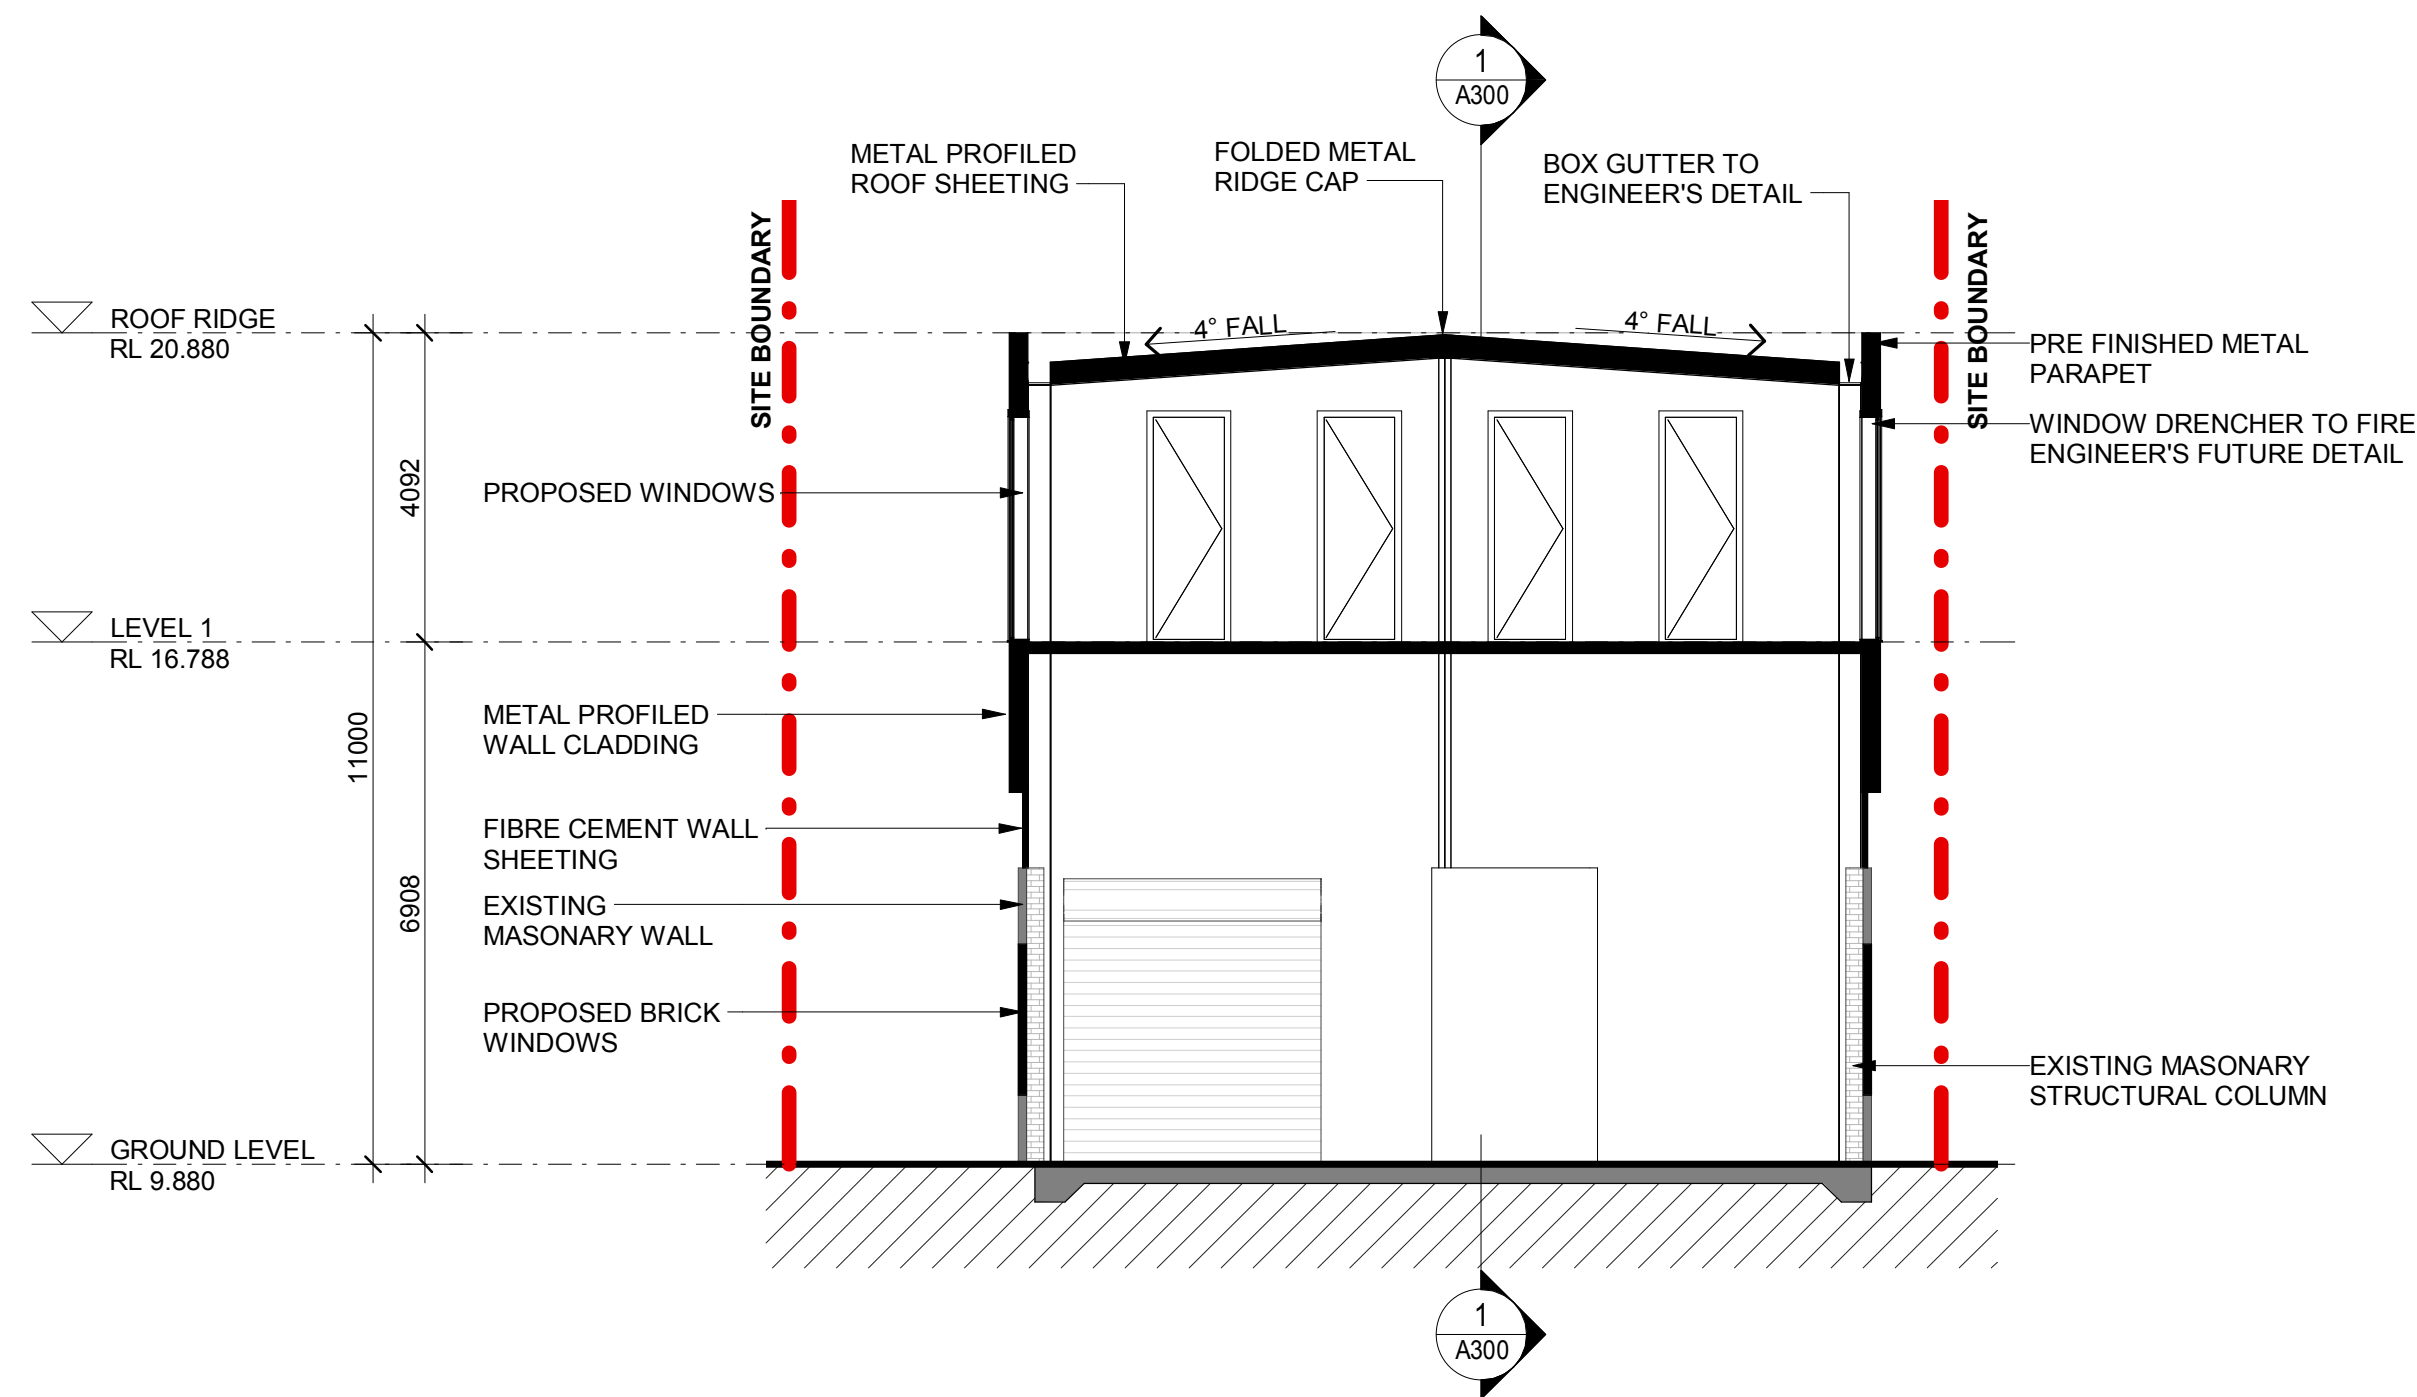 1
A300
METAL PROFILED
ROOF SHEETING
FOLDED METAL
RIDGE CAP
BOX GUTTER TO
ENGINEER'S DETAIL
SITE BOUNDARY
SITE BOUNDARY
ROOF RIDGE
RL 20.880
4° FALL
4° FALL
PRE FINISHED METAL
PARAPET
WINDOW DRENCHER TO FIRE
ENGINEER'S FUTURE DETAIL
4092
PROPOSED WINDOWS
LEVEL 1
RL 16.788
METAL PROFILED
WALL CLADDING
11000
FIBRE CEMENT WALL
SHEETING
6908
EXISTING
MASONARY WALL
PROPOSED BRICK
WINDOWS
EXISTING MASONARY
STRUCTURAL COLUMN
GROUND LEVEL
RL 9.880
1
A300